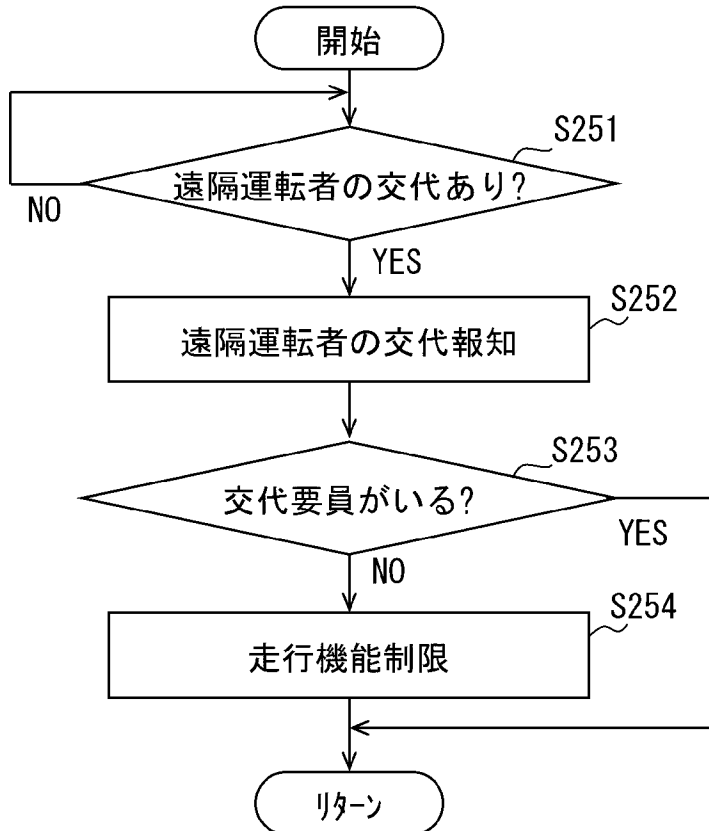 開始
S251
遠隔運転者の交代あり?
NO
YES
S252
遠隔運転者の交代報知
S253
交代要員がいる?
YES
NO
S254
走行機能制限
ﾘﾀｰﾝ